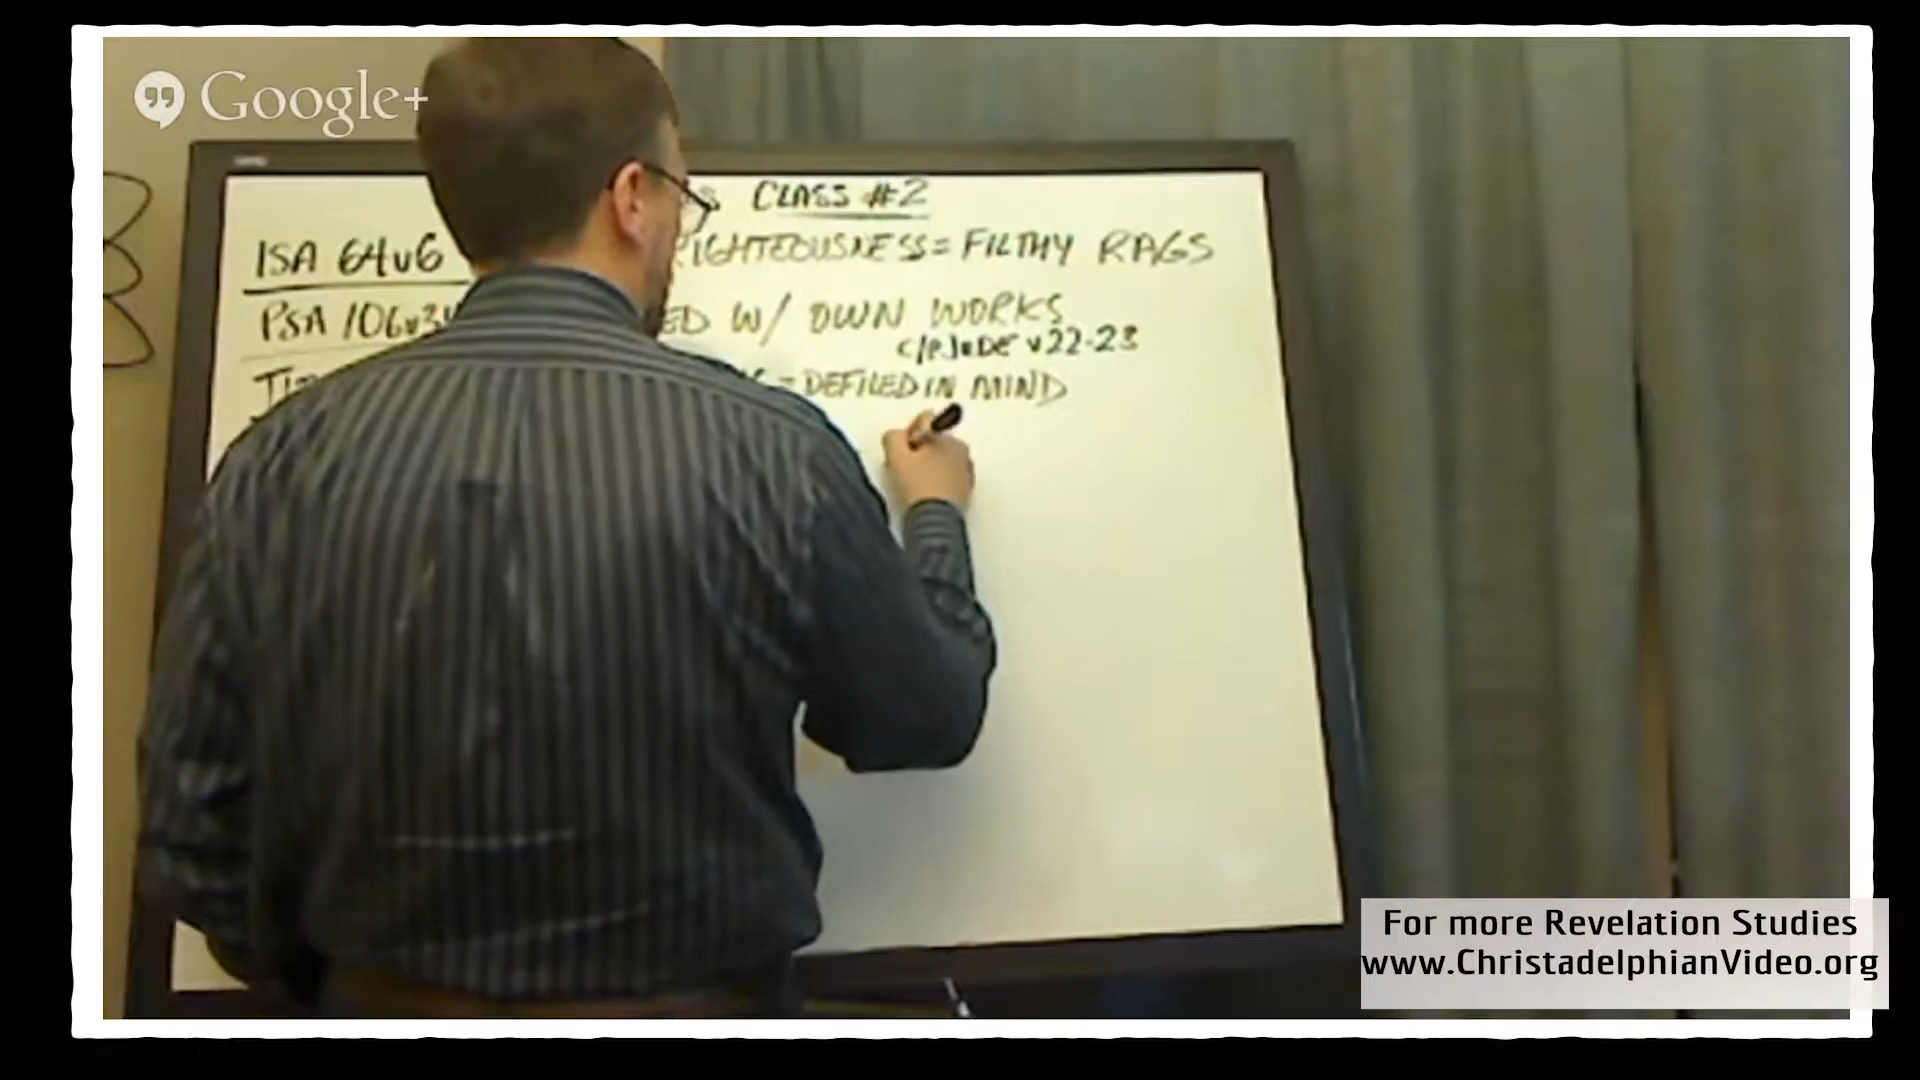 Google+
CLASS #2
ISA 64v6 RIGHTEOUSNESS = FILTHY RAGS
PSA 106v3 ED W/ OWN WORKS
c/p JUDE v22-23
= DEFILED IN MIND
For more Revelation Studies
www.ChristadelphianVideo.org